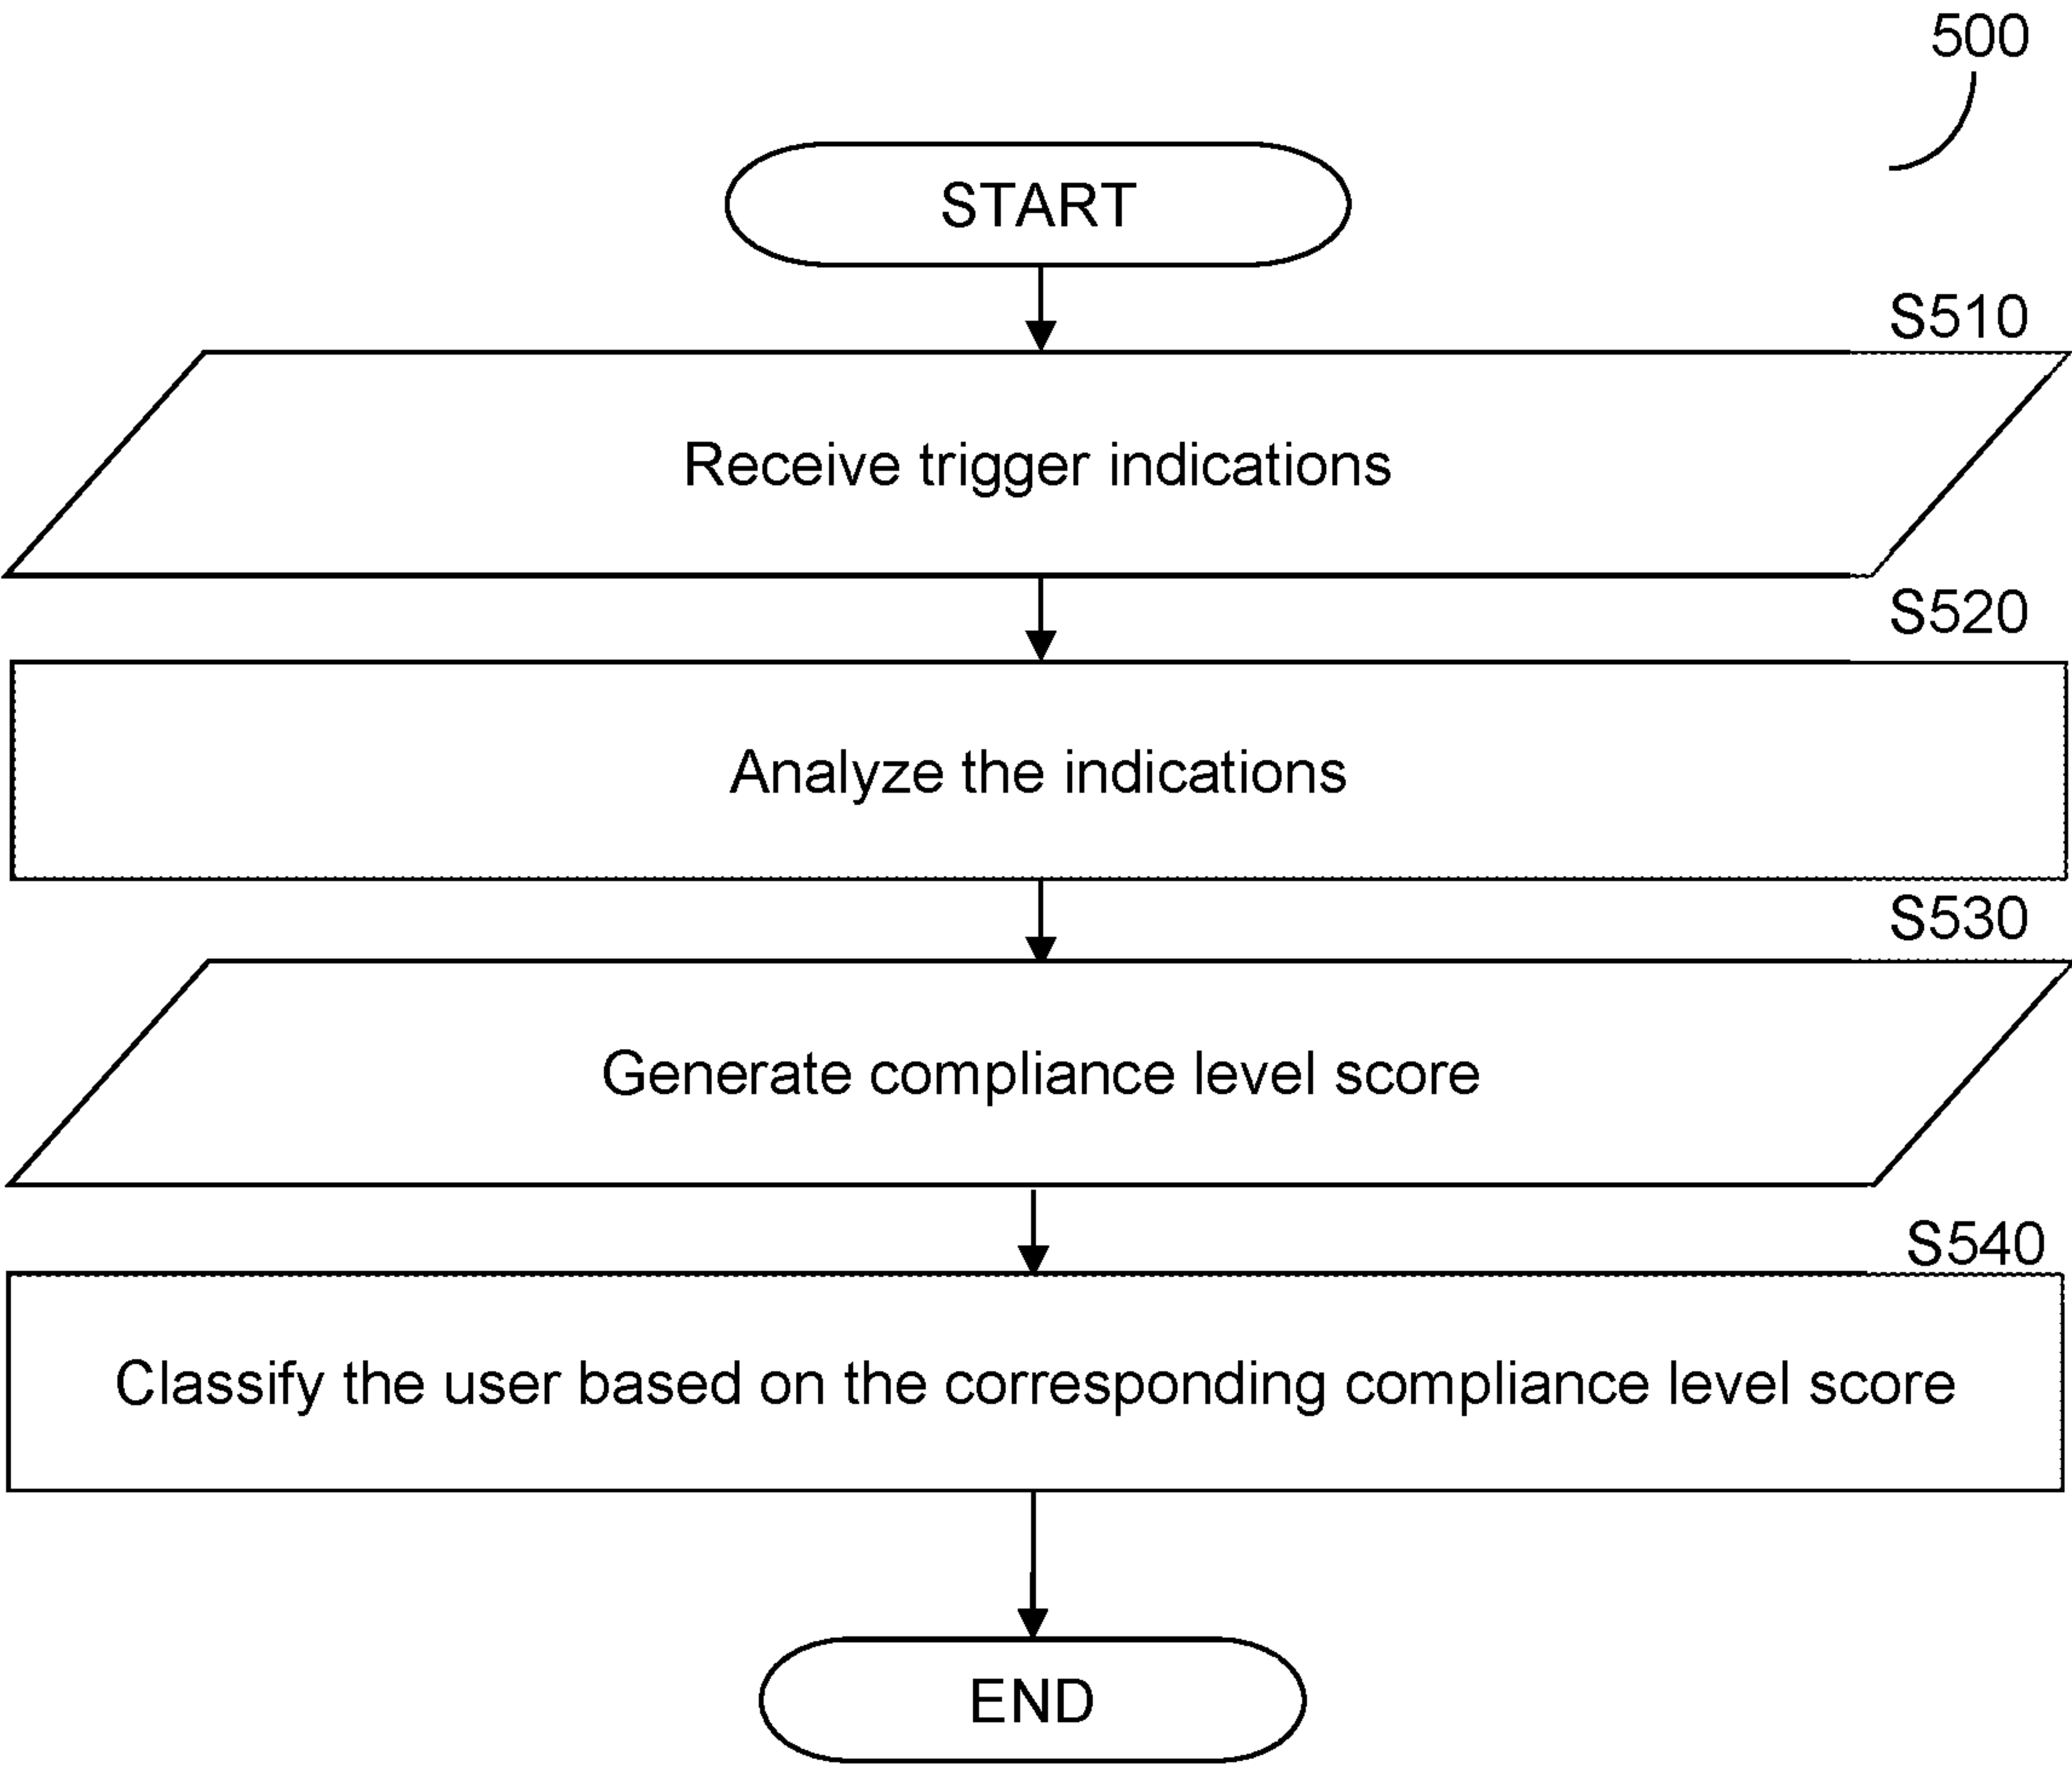 500
START
S510
Receive trigger indications
S520
Analyze the indications
S530
Generate compliance level score
S540
Classify the user based on the corresponding compliance level score
END